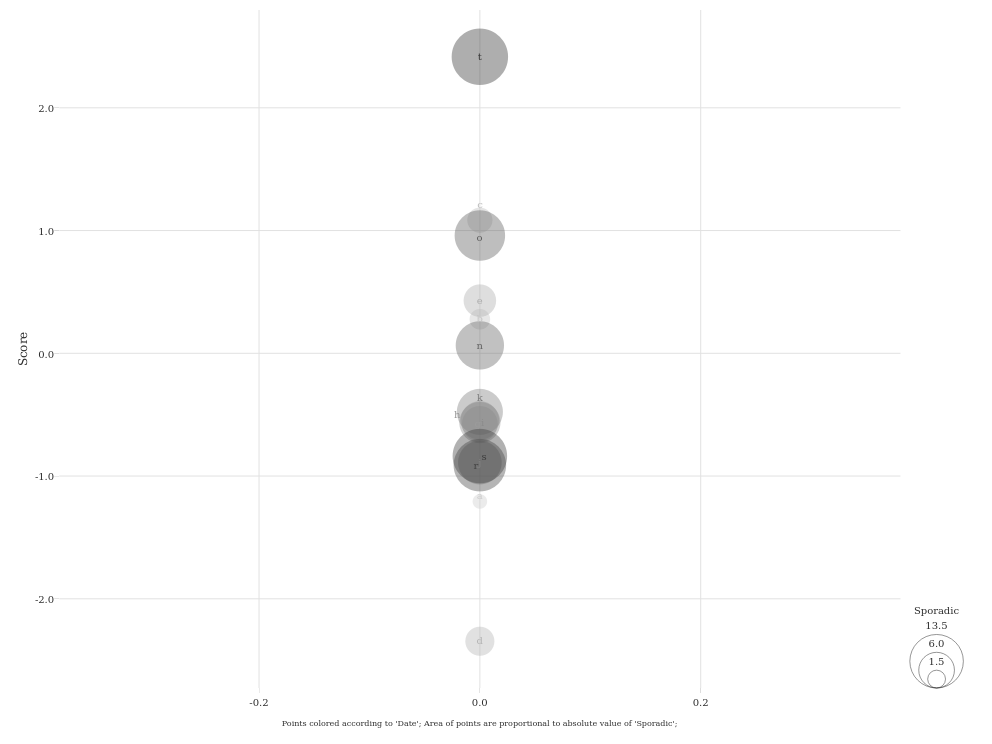 t
2.0
c
1.0
o
e
Score
0.0
n
k
h
s
r
-1.0
-2.0
d
Sporadic
13.5
6.0
1.5
-0.2 0.0 0.2
Points colored according to 'Date'; Area of points are proportional to absolute value of 'Sporadic';